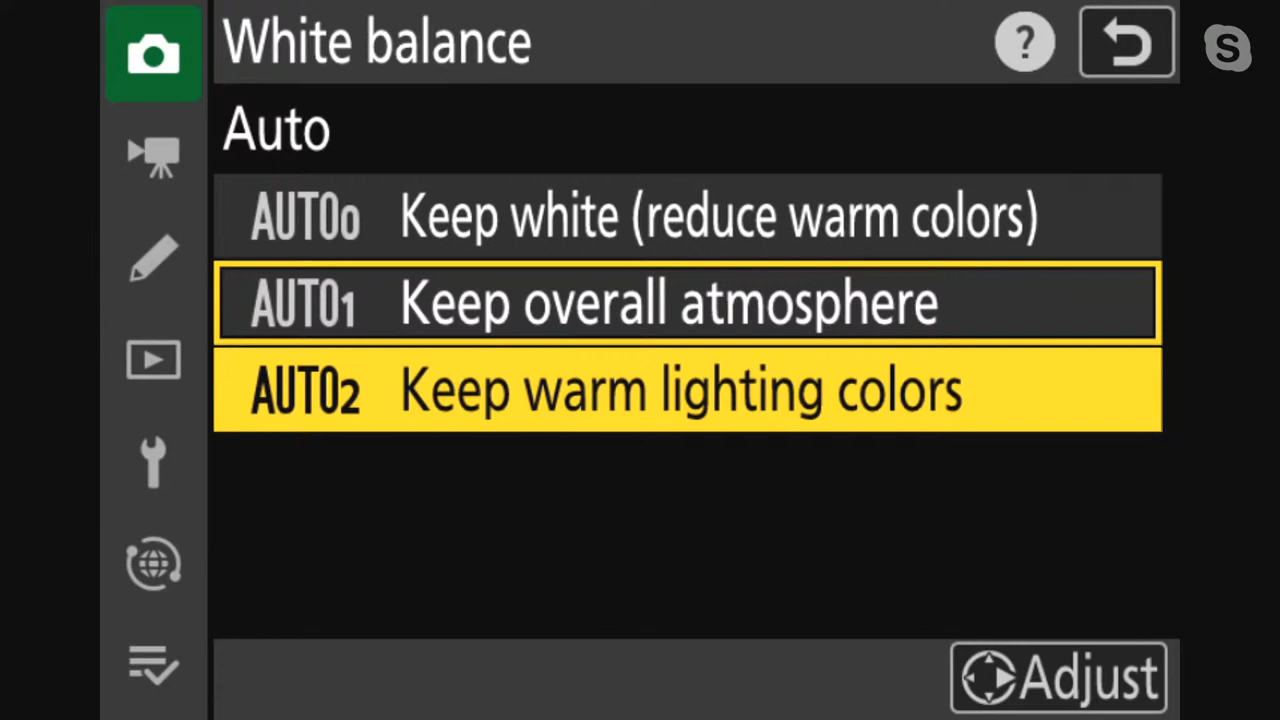 White balance
?
S
Auto
AUTO0 Keep white (reduce warm colors)
AUTO1 Keep overall atmosphere
AUTO2 Keep warm lighting colors
Adjust